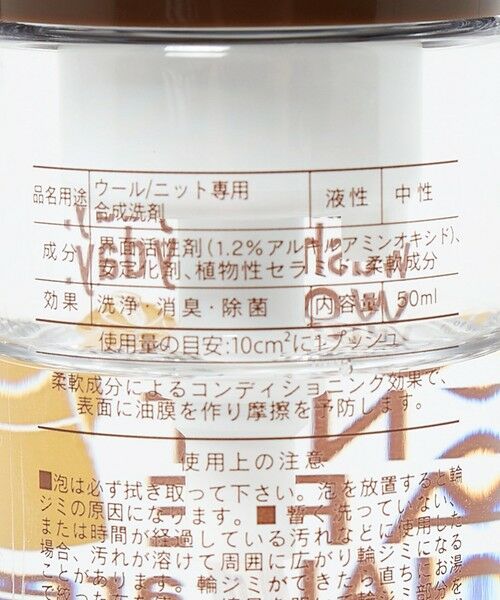 品名用途 ウール/ニット専用 合成洗剤 液性 中性
成分 界面活性剤(1.2%アルキルアミンオキシド)、安定化剤、植物性セラミド、柔軟成分
効果 洗浄・消臭・除菌 内容量 50ml
使用量の目安:10cm²に1プッシュ
柔軟成分によるコンディショニング効果で、
表面に油膜を作り摩擦を予防します。
使用上の注意
■泡は必ず拭き取って下さい。泡を放置すると輪
ジミの原因になります。■暫く洗っていない、
または時間が経過している汚れなどに使用した
場合、汚れが溶けて周囲に広がり輪ジミになる
ことがあります。輪ジミができたら直ちに